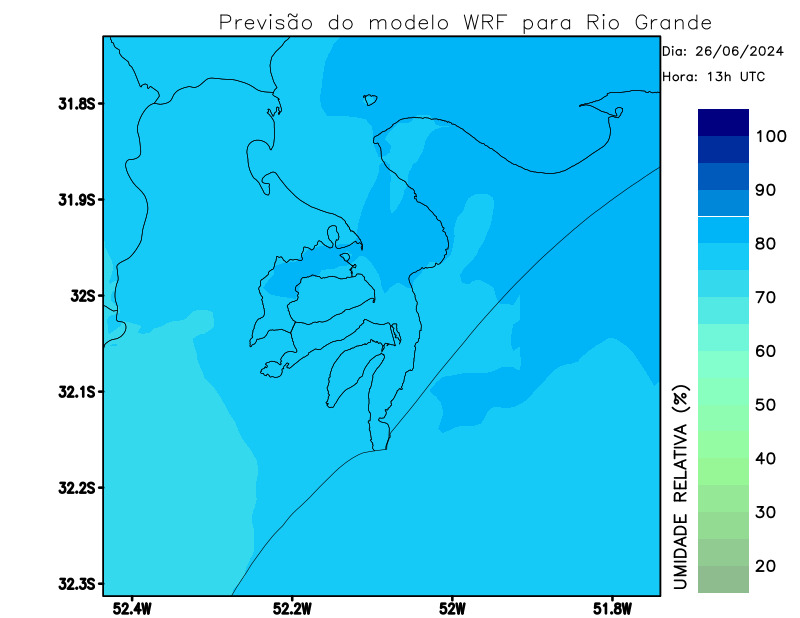 Previsão do modelo WRF para Rio Grande
Dia: 26/06/2024
Hora: 13h UTC
31.8S
31.9S
32S
32.1S
32.2S
32.3S
52.4W
52.2W
52W
51.8W
UMIDADE RELATIVA (%)
100
90
80
70
60
50
40
30
20